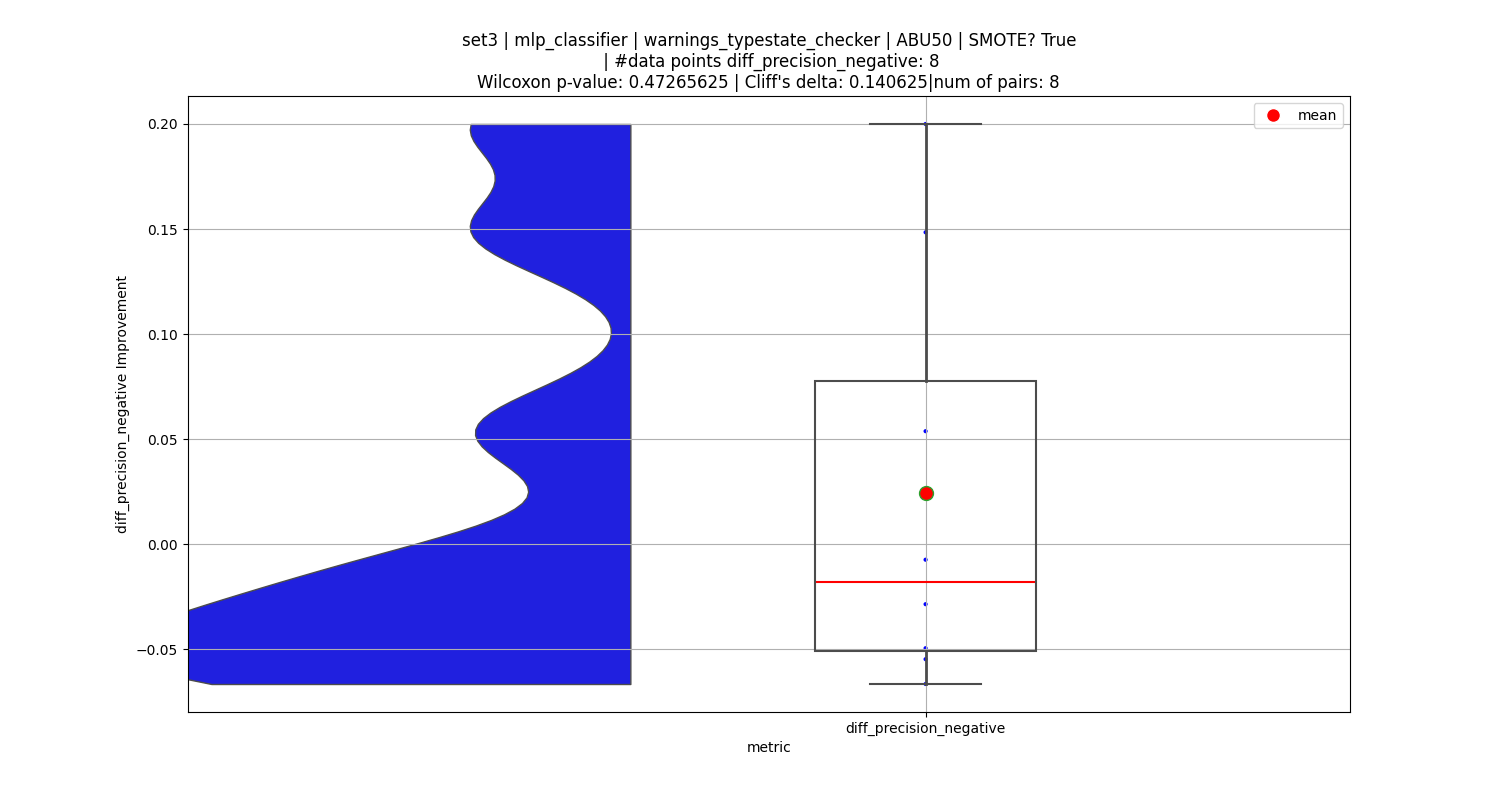 set3 | mlp_classifier | warnings_typestate_checker | ABU50 | SMOTE? True
| #data points diff_precision_negative: 8
Wilcoxon p-value: 0.47265625 | Cliff's delta: 0.140625|num of pairs: 8
mean
0.20
0.15
0.10
0.05
0.00
−0.05
diff_precision_negative Improvement
diff_precision_negative
metric